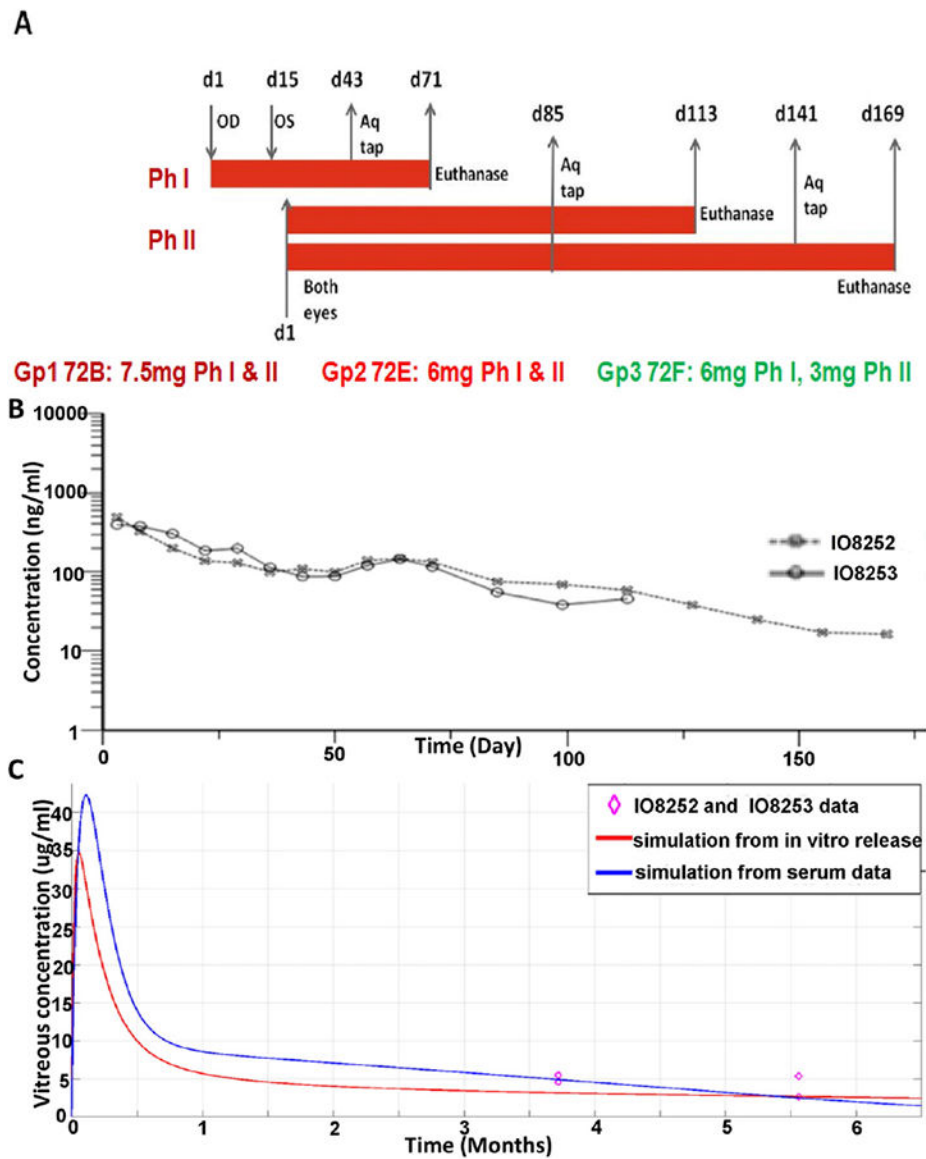 A
d1 d15 d43 d71
OD OS Aq tap
d85 d113 d141 d169
Ph I
Euthanase
Aq tap
Euthanase
Aq tap
Ph II
Both eyes
Euthanase
d1
Gp1 72B: 7.5mg Ph I & II Gp2 72E: 6mg Ph I & II Gp3 72F: 6mg Ph I, 3mg Ph II
B
Concentration (ng/ml)
10000
1000
100
10
1
IO8252
IO8253
0 50 100 150
Time (Day)
C
Vitreous concentration (ug/ml)
40
35
30
25
20
15
10
5
0
IO8252 and IO8253 data
simulation from in vitro release
simulation from serum data
0 1 2 3 4 5 6
Time (Months)